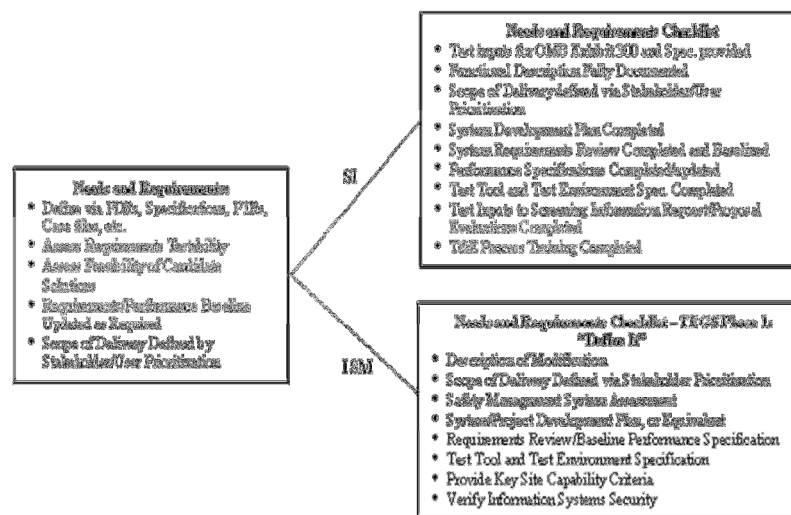 Needs and Requirements Checklist
• Test Inputs for OMB Exhibit 300 and Spec. provided
• Functional Description Fully Documented
• Scope of Delivery defined via Stakeholder/User
Prioritization
• System Development Plan Completed
• System Requirements Review Completed and Baselined
• Performance Specifications Completed/updated
• Test Tool and Test Environment Spec. Completed
• Test Inputs to Screening Information Request/Proposal
Evaluations Completed
• T&E Process Training Completed
SI
Needs and Requirements
• Define via PDRs, Specifications, PTRs,
Case files, etc.
• Assess Requirements Testability
• Assess Feasibility of Candidate
Solutions
• Requirements/Performance Baseline
Updated as Required
• Scope of Delivery Defined by
Stakeholder/User Prioritization
Needs and Requirements Checklist – Phase 1:
"Define It"
• Description of Modification
• Scope of Delivery Defined via Stakeholder Prioritization
• Safety Management System Assessment
• System/Project Development Plan, or Equivalent
• Requirements Review/Baseline Performance Specification
• Test Tool and Test Environment Specification
• Provide Key Site Capability Criteria
• Verify Information Systems Security